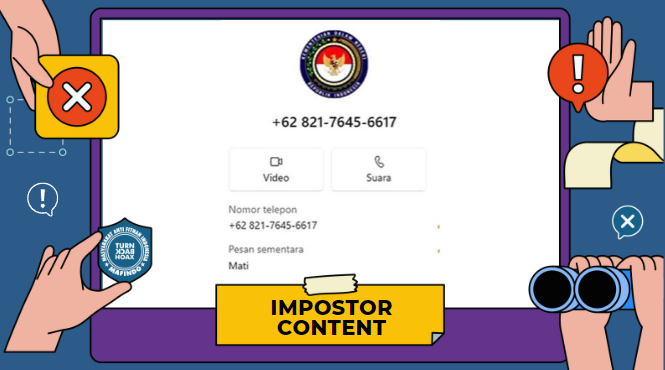 KEMENTERIAN DALAM NEGERI
REPUBLIK INDONESIA
+62 821-7645-6617
Video
Suara
Nomor telepon
+62 821-7645-6617
Pesan sementara
Mati
MASYARAKAT ANTI FITNAH INDONESIA
TURN
BACK
HOAX
MAFINDO
IMPOSTOR
CONTENT